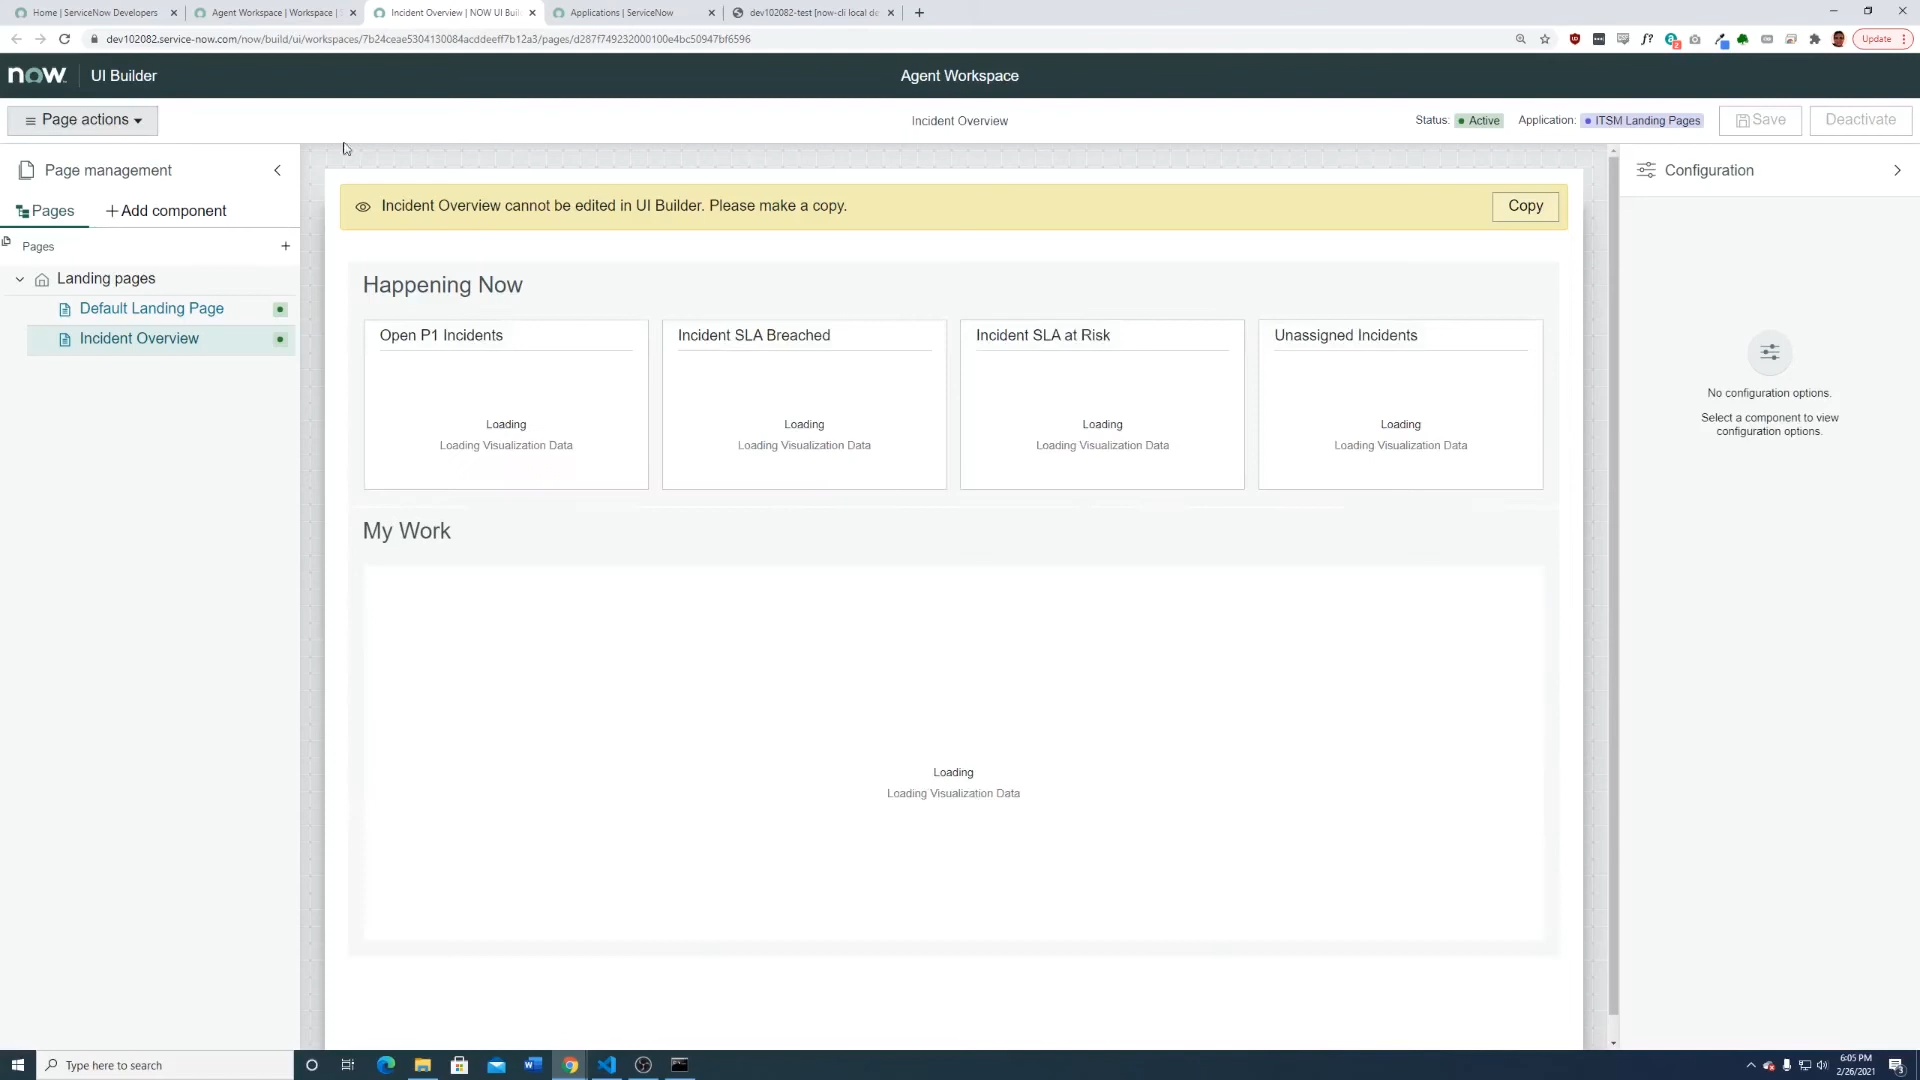 Home | ServiceNow Developers
Agent Workspace | Workspace |
Incident Overview | NOW UI Buil
Applications | ServiceNow
dev102082-test [now-cli local de
dev102082.service-now.com/now/build/ui/workspaces/7b24ceae5304130084acddeeff7b12a3/pages/d287f749232000100e4bc50947bf6596
f?
Update
now
UI Builder
Agent Workspace
Page actions
Incident Overview
Status:
Active
Application:
ITSM Landing Pages
Save
Deactivate
Page management
Configuration
Pages
Add component
Incident Overview cannot be edited in UI Builder. Please make a copy.
Copy
Pages
Landing pages
Default Landing Page
Incident Overview
Happening Now
Open P1 Incidents
Incident SLA Breached
Incident SLA at Risk
Unassigned Incidents
Loading
Loading Visualization Data
Loading
Loading Visualization Data
Loading
Loading Visualization Data
Loading
Loading Visualization Data
No configuration options.
Select a component to view
configuration options.
My Work
Loading
Loading Visualization Data
Type here to search
6:05 PM
2/26/2021